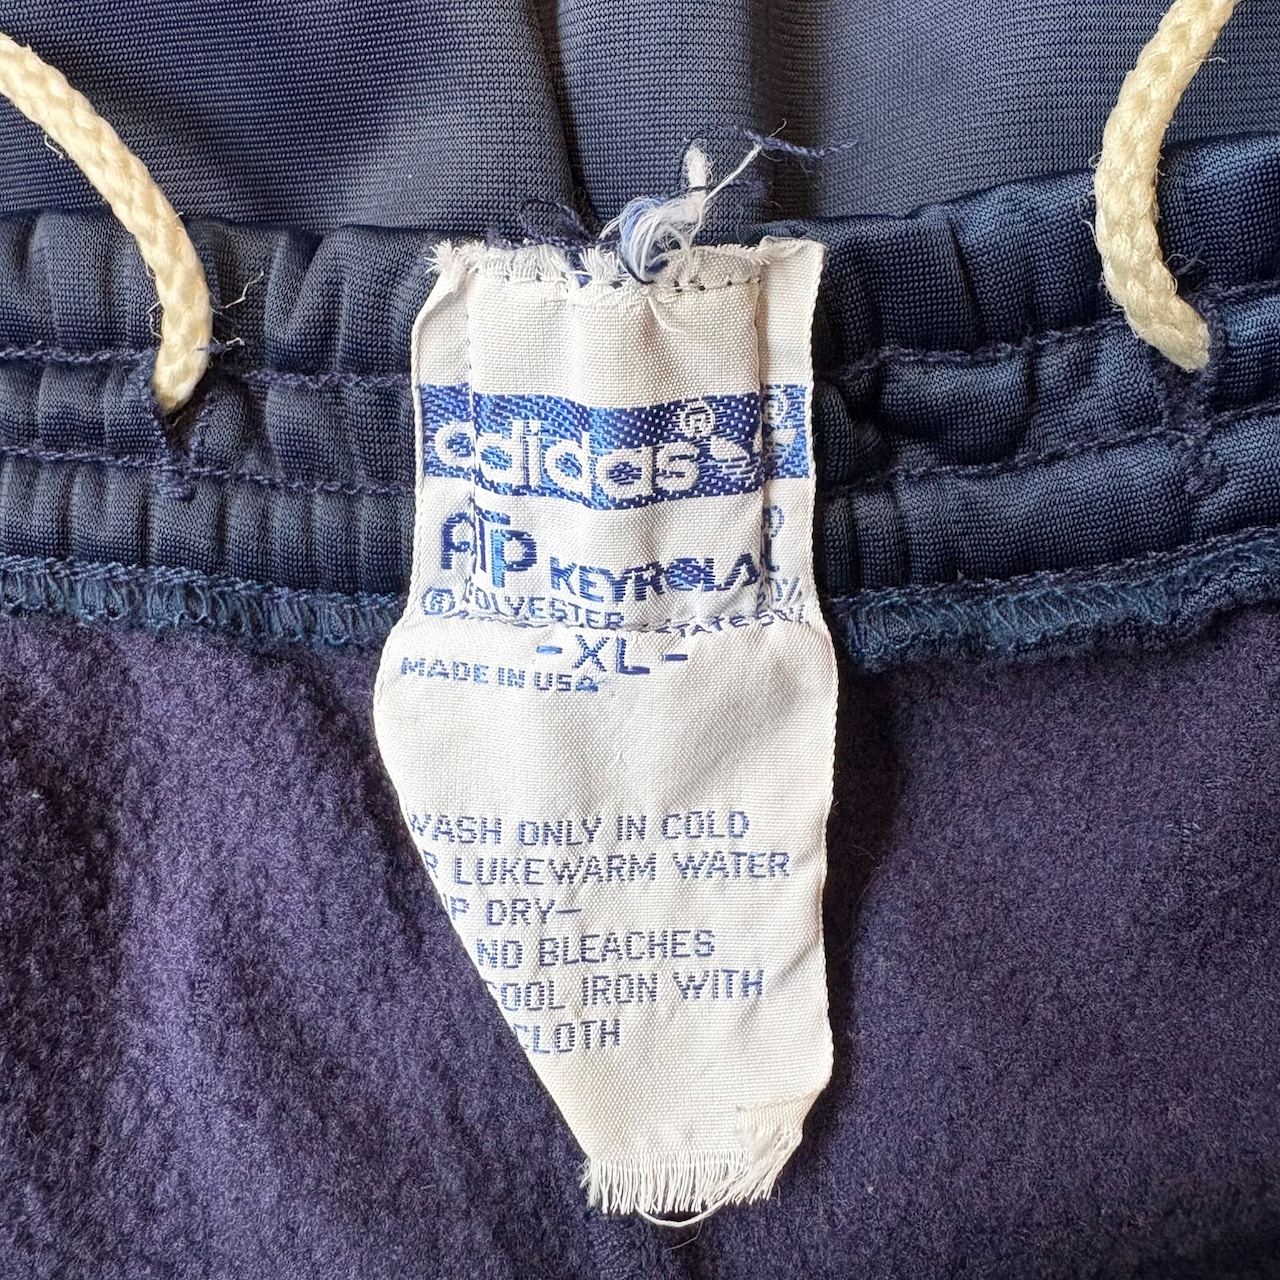 adidas®
ATP KEYROLAN
® POLYESTER
-XL-
MADE IN USA
WASH ONLY IN COLD
LUKEWARM WATER
DRY—
NO BLEACHES
COOL IRON WITH
CLOTH